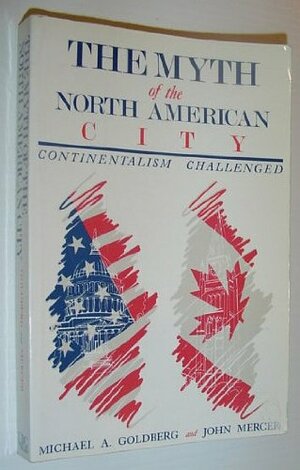 THE MYTH
of the
NORTH AMERICAN
CITY
CONTINENTALISM CHALLENGED
MICHAEL A. GOLDBERG and JOHN MERCER